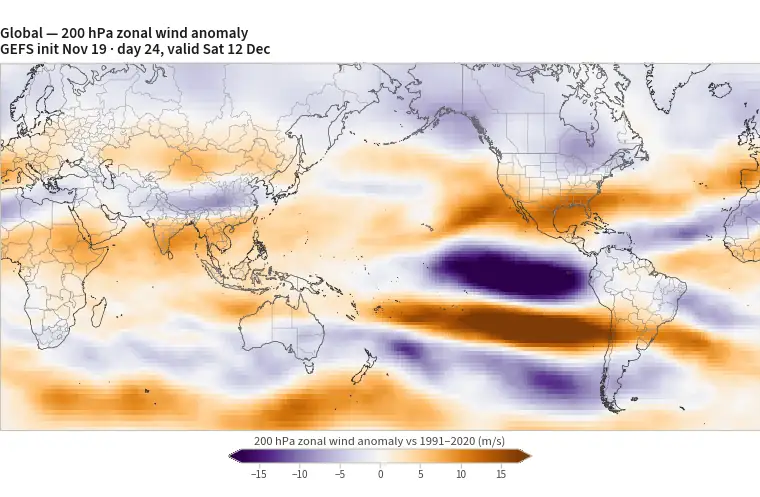 Global — 200 hPa zonal wind anomaly
GEFS init Nov 19 · day 24, valid Sat 12 Dec
200 hPa zonal wind anomaly vs 1991–2020 (m/s)
−15 −10 −5 0 5 10 15